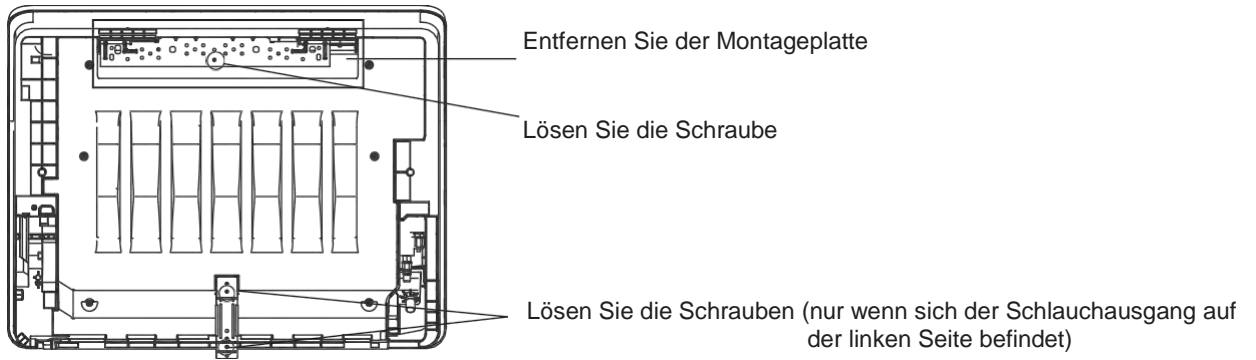 Entfernen Sie der Montageplatte
Lösen Sie die Schraube
Lösen Sie die Schrauben (nur wenn sich der Schlauchausgang auf
der linken Seite befindet)